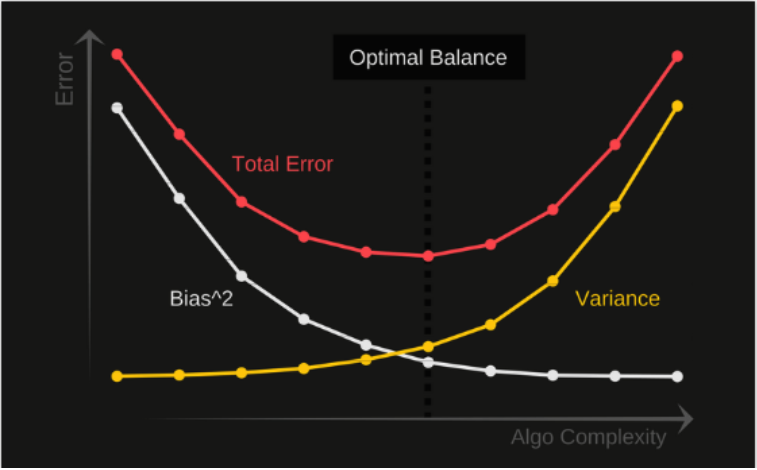 Optimal Balance
Error
Total Error
Bias^2
Variance
Algo Complexity